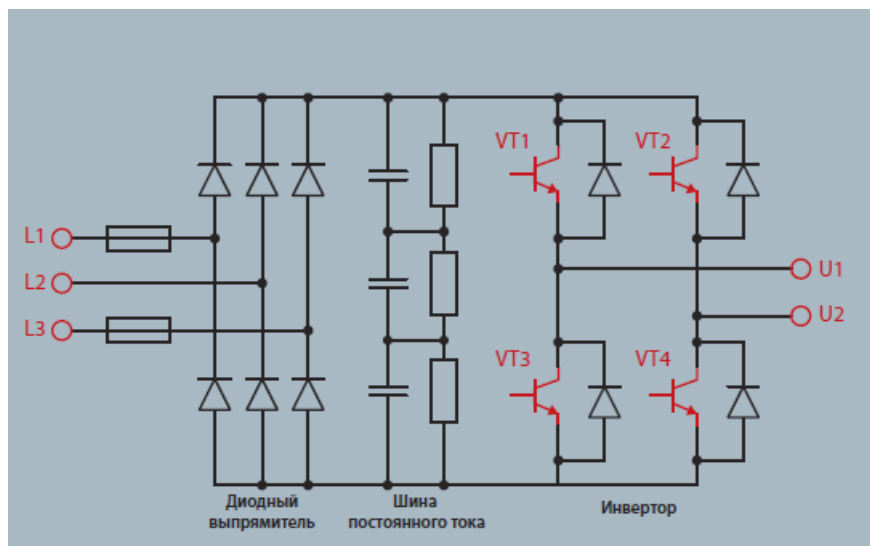 VT1
VT2
L1
U1
L2
U2
L3
VT3
VT4
Диодный
выпрямитель
Шина
постоянного тока
Инвертор